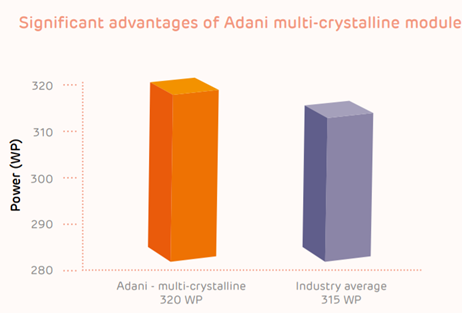 Significant advantages of Adani multi-crystalline module
320
310
300
290
280
Power (WP)
Adani - multi-crystalline
320 WP
Industry average
315 WP